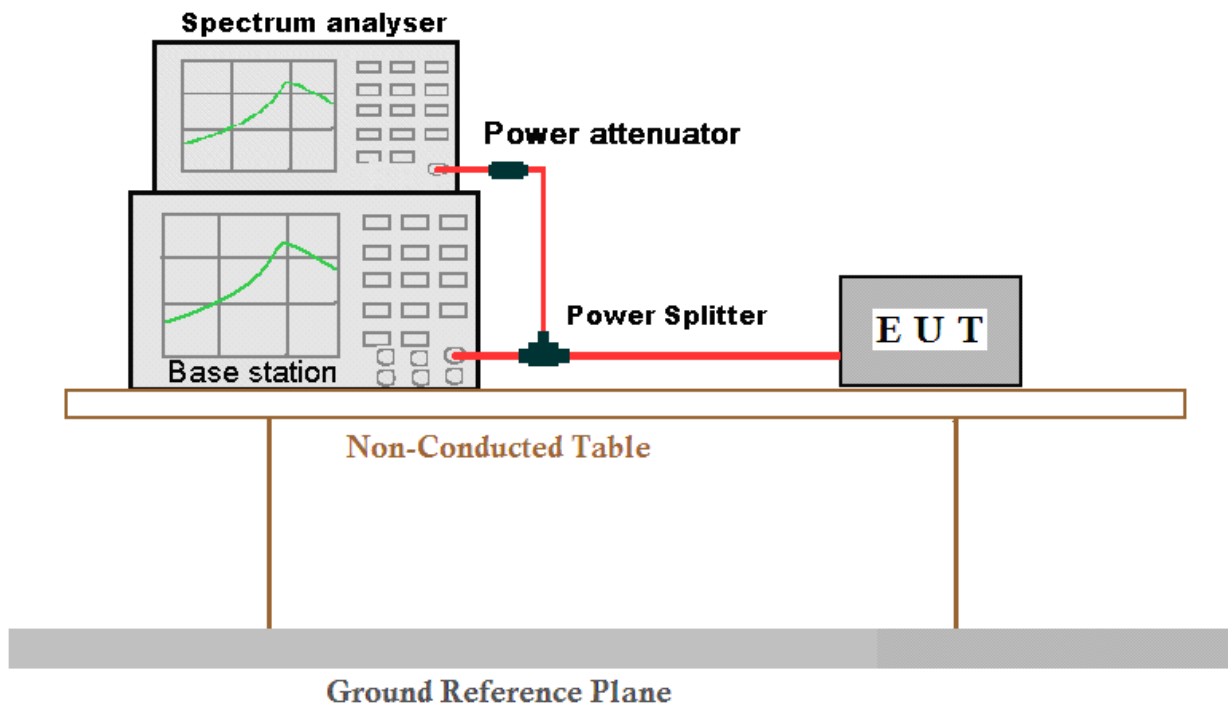 Spectrum analyser
Power attenuator
Power Splitter
E U T
Base station
Non-Conducted Table
Ground Reference Plane